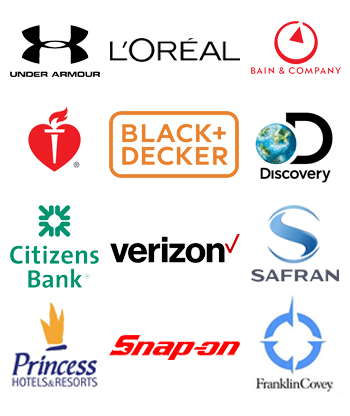 UNDER ARMOUR
L'ORÉAL
BAIN & COMPANY
®
BLACK+
DECKER
Discovery
Citizens
Bank®
verizon✓
SAFRAN
Princess
HOTELS & RESORTS
Snap-on
FranklinCovey